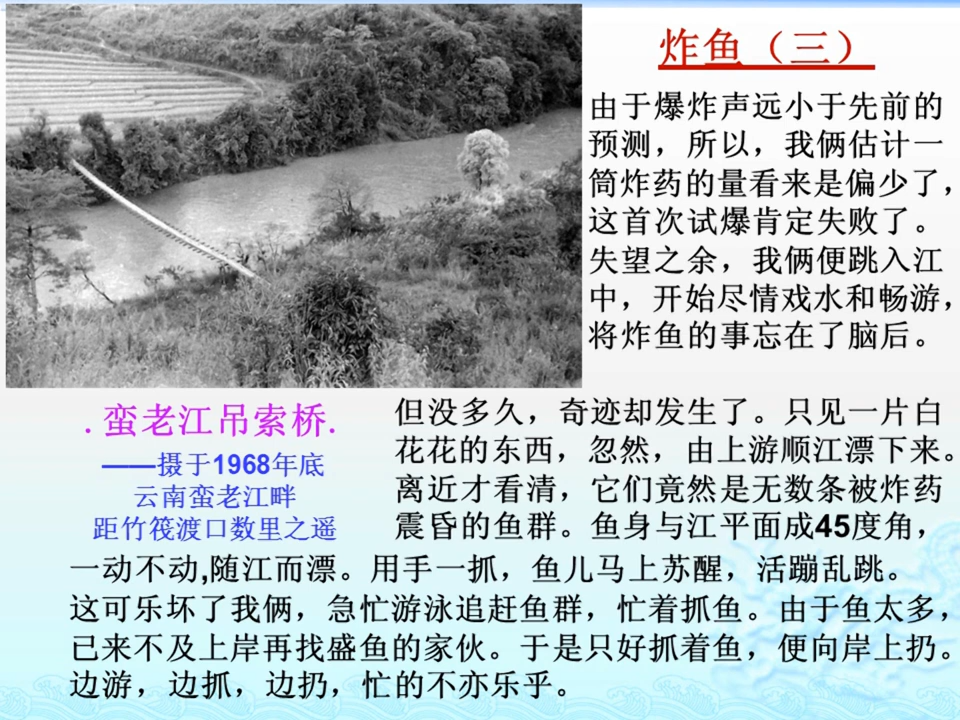 炸鱼（三）
由于爆炸声远小于先前的
预测，所以，我俩估计一
筒炸药的量看来是偏少了，
这首次试爆肯定失败了。
失望之余，我俩便跳入江
中，开始尽情戏水和畅游，
将炸鱼的事忘在了脑后。
.蛮老江吊索桥.
——摄于1968年底
云南蛮老江畔
距竹筏渡口数里之遥
但没多久，奇迹却发生了。只见一片白
花花的东西，忽然，由上游顺江漂下来。
离近才看清，它们竟然是无数条被炸药
震昏的鱼群。鱼身与江平面成45度角，
一动不动,随江而漂。用手一抓，鱼儿马上苏醒，活蹦乱跳。
这可乐坏了我俩，急忙游泳追赶鱼群，忙着抓鱼。由于鱼太多，
已来不及上岸再找盛鱼的家伙。于是只好抓着鱼，便向岸上扔。
边游，边抓，边扔，忙的不亦乐乎。